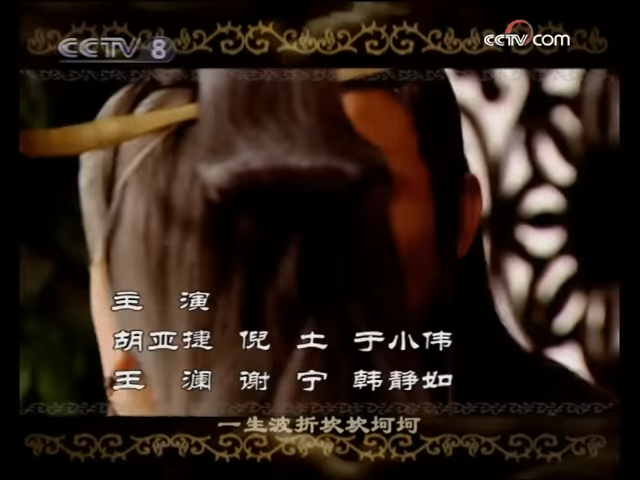 CCTV 8
CCTV.com
主 演
胡亚捷 倪 土 于小伟
王 澜 谢 宁 韩静如
一生波折坎坎坷坷